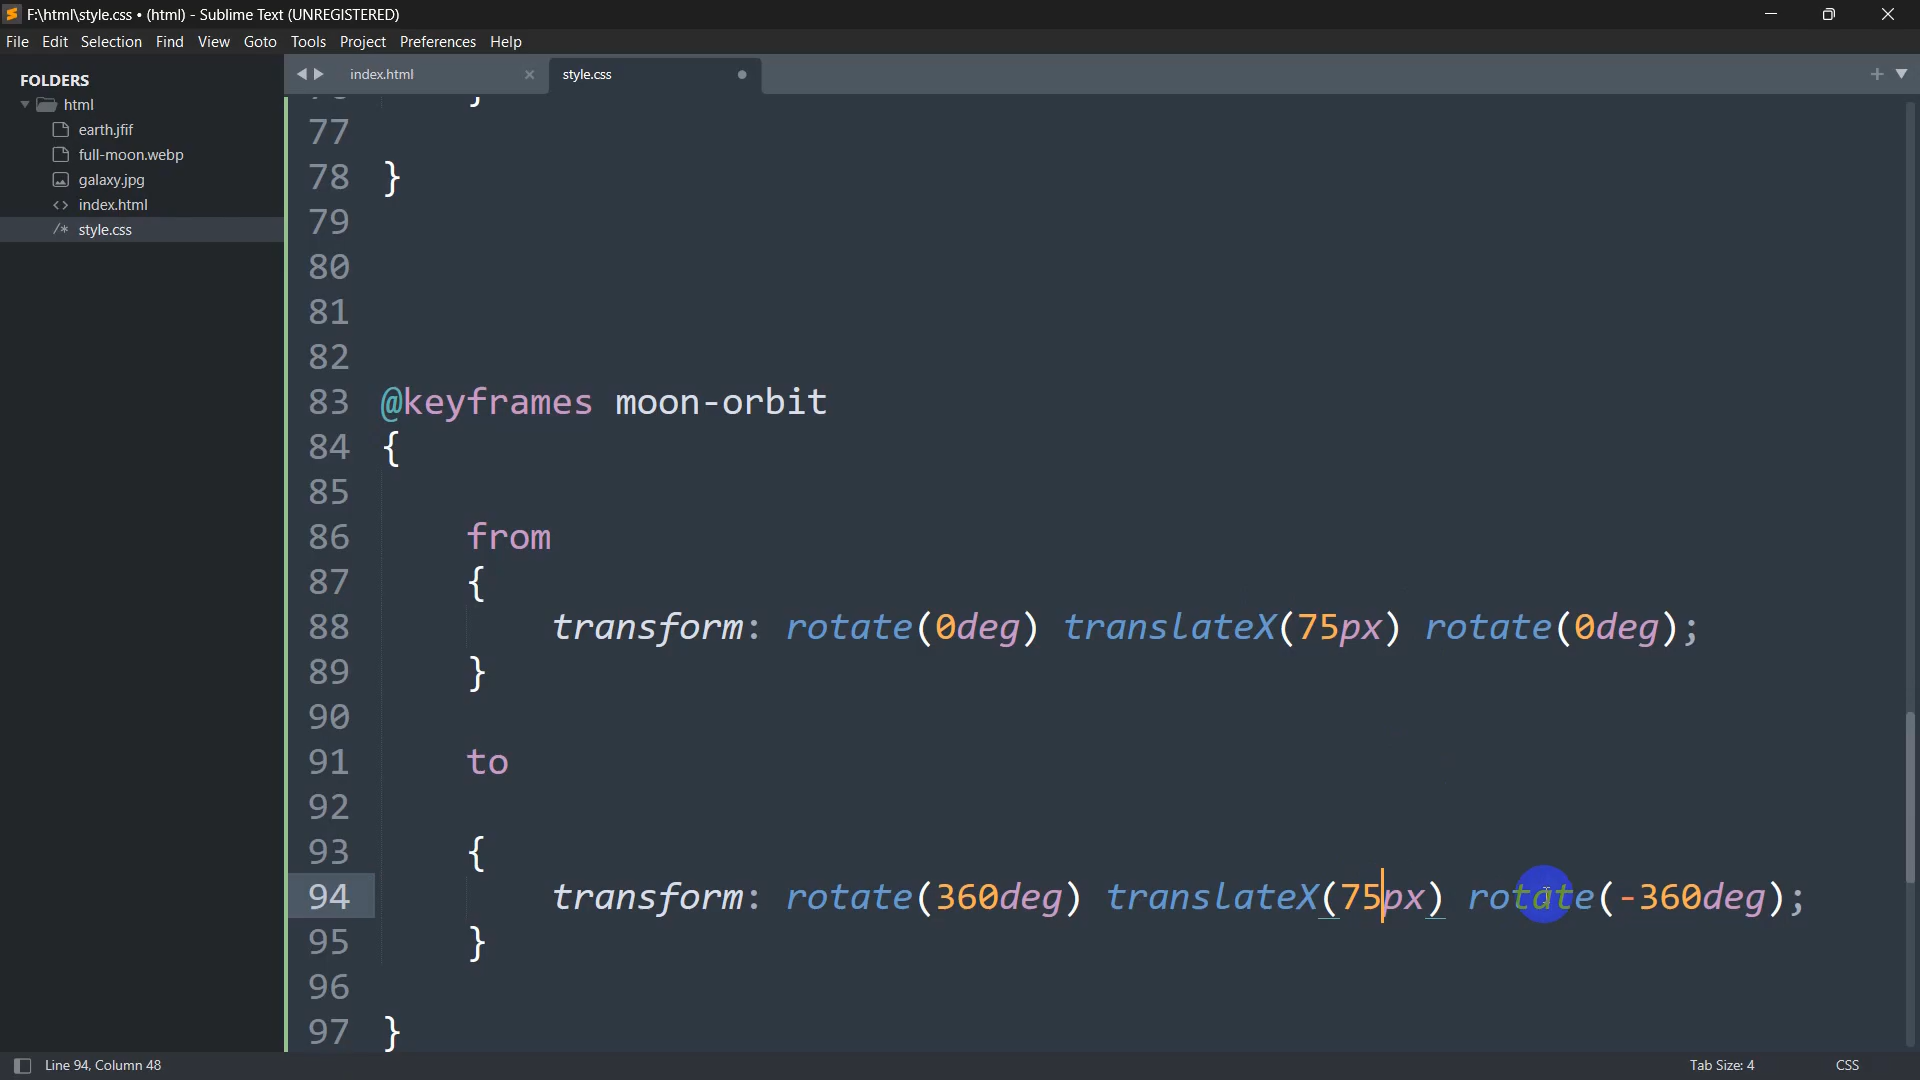 F:\html\style.css • (html) - Sublime Text (UNREGISTERED)
File Edit Selection Find View Goto Tools Project Preferences Help
FOLDERS
html
earth.jfif
full-moon.webp
galaxy.jpg
index.html
style.css
index.html
style.css
}
77
78 }
79
80
81
82
83 @keyframes moon-orbit
84 {
85
86 from
87 {
88 transform: rotate(0deg) translateX(75px) rotate(0deg);
89 }
90
91 to
92
93 {
94 transform: rotate(360deg) translateX(75px) rotate(-360deg);
95 }
96
97 }
Line 94, Column 48
Tab Size: 4
CSS